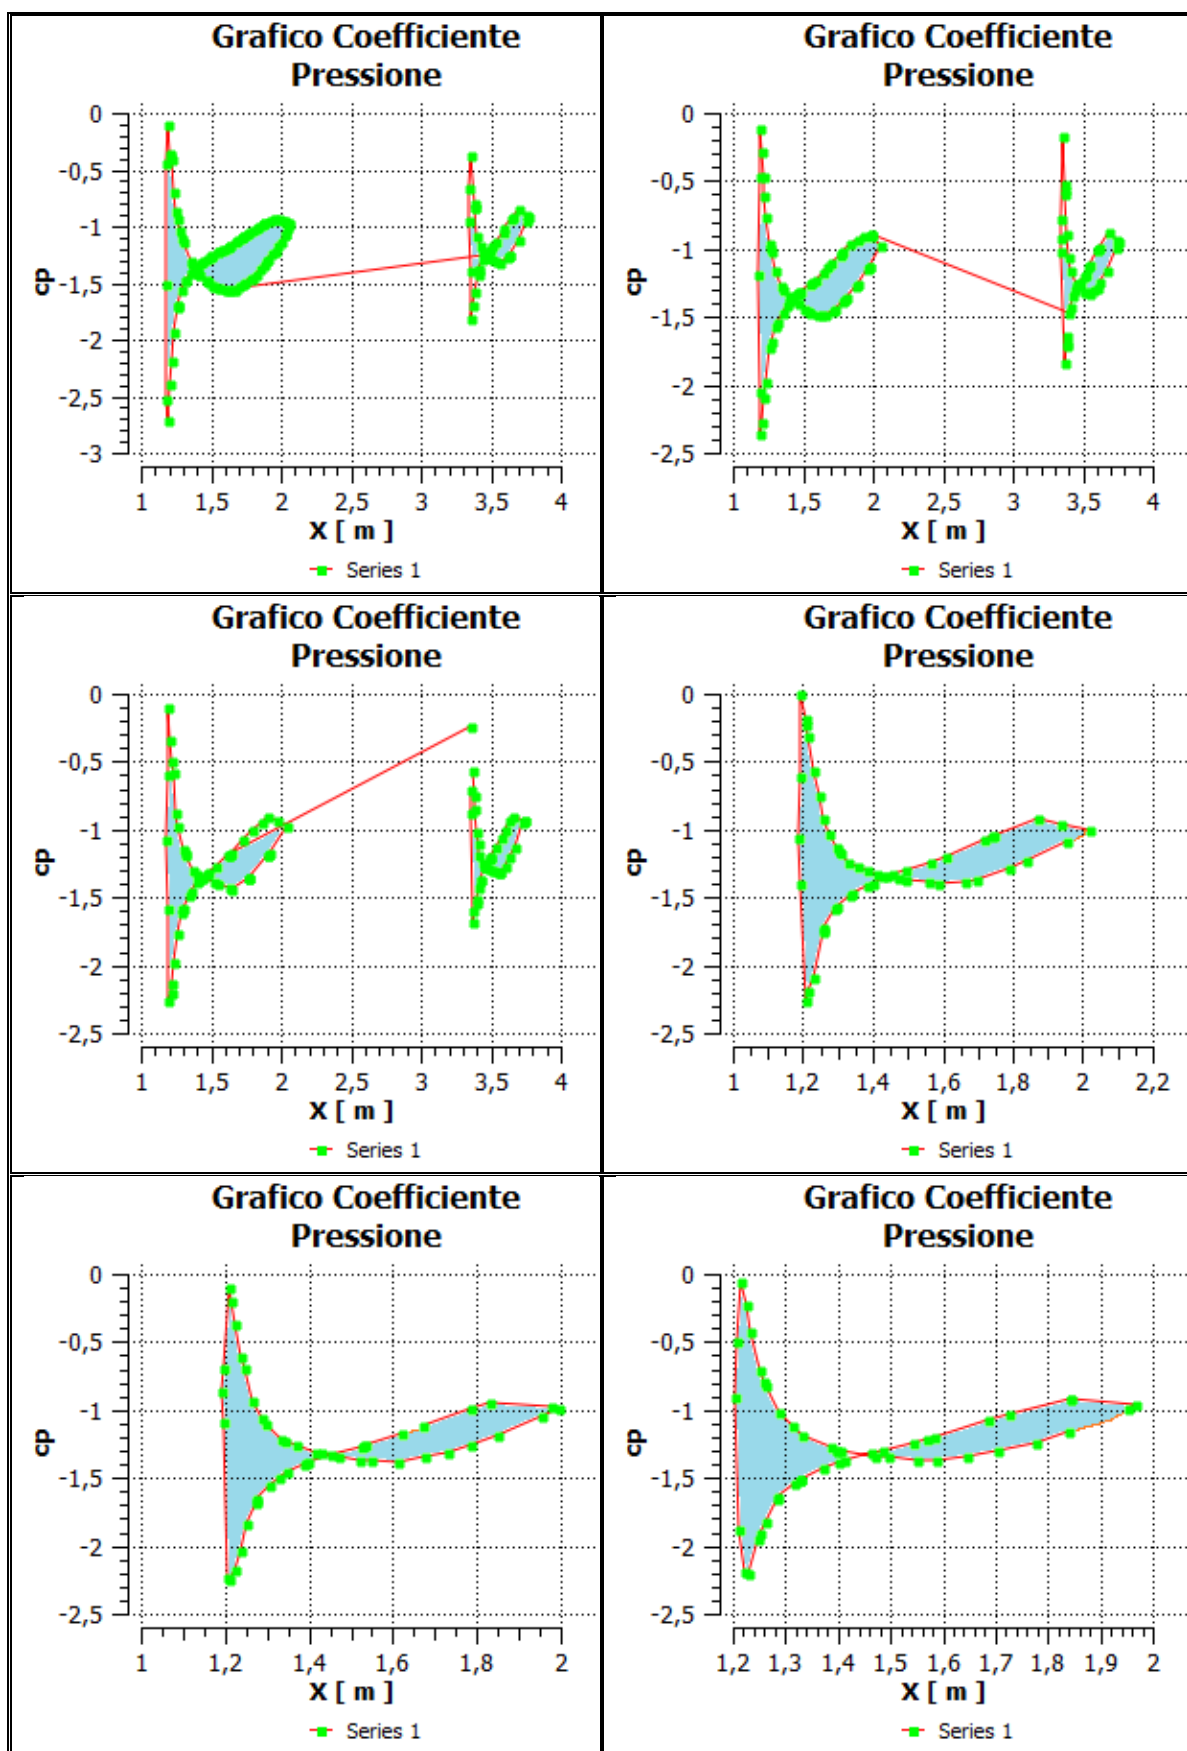 Grafico Coefficiente
Pressione
0
-0,5
-1
-1,5
-2
-2,5
-3
cp
1 1,5 2 2,5 3 3,5 4
X [ m ]
Series 1
Grafico Coefficiente
Pressione
0
-0,5
-1
-1,5
-2
-2,5
cp
1 1,5 2 2,5 3 3,5 4
X [ m ]
Series 1
Grafico Coefficiente
Pressione
0
-0,5
-1
-1,5
-2
-2,5
cp
1 1,5 2 2,5 3 3,5 4
X [ m ]
Series 1
Grafico Coefficiente
Pressione
0
-0,5
-1
-1,5
-2
-2,5
cp
1 1,2 1,4 1,6 1,8 2 2,2
X [ m ]
Series 1
Grafico Coefficiente
Pressione
0
-0,5
-1
-1,5
-2
-2,5
cp
1 1,2 1,4 1,6 1,8 2
X [ m ]
Series 1
Grafico Coefficiente
Pressione
0
-0,5
-1
-1,5
-2
-2,5
cp
1,2 1,3 1,4 1,5 1,6 1,7 1,8 1,9 2
X [ m ]
Series 1